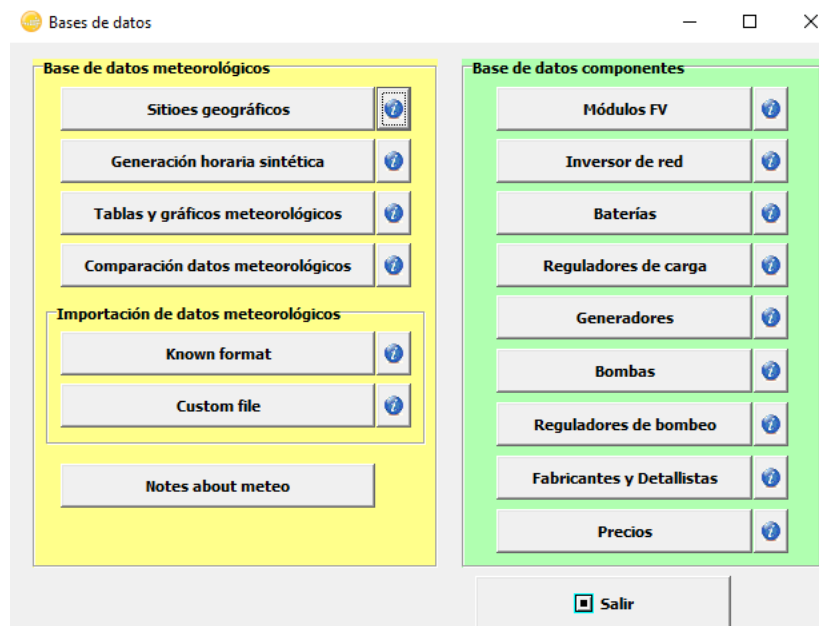 Bases de datos
Base de datos meteorológicos
Sitioes geográficos
Generación horaria sintética
Tablas y gráficos meteorológicos
Comparación datos meteorológicos
Importación de datos meteorológicos
Known format
Custom file
Notes about meteo
Base de datos componentes
Módulos FV
Inversor de red
Baterías
Reguladores de carga
Generadores
Bombas
Reguladores de bombeo
Fabricantes y Detallistas
Precios
Salir